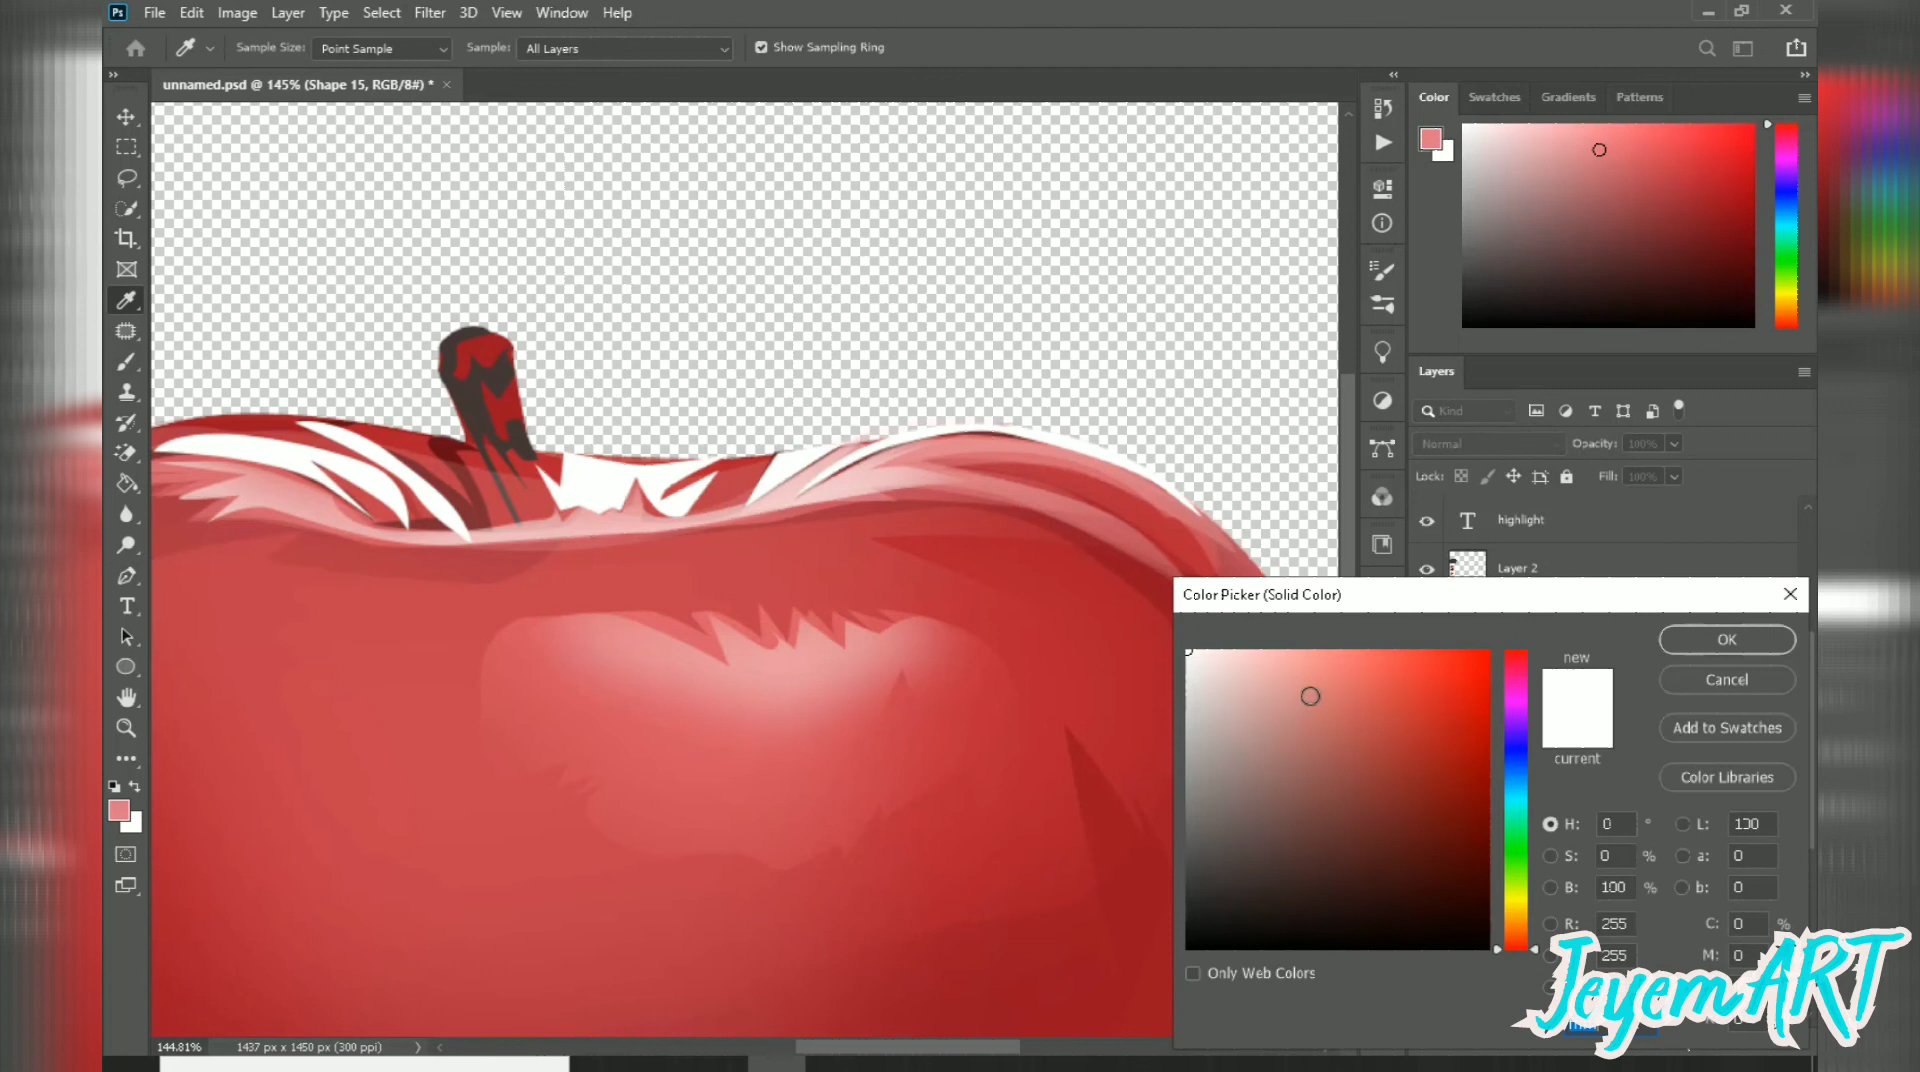 Ps File Edit Image Layer Type Select Filter 3D View Window Help
Sample Size: Point Sample Sample: All Layers Show Sampling Ring
unnamed.psd @ 145% (Shape 15, RGB/8#) * ×
Color Swatches Gradients Patterns
Layers
Kind
Normal Opacity: 100%
Lock: Fill: 100%
T highlight
Layer 2
Color Picker (Solid Color)
OK
new
Cancel
Add to Swatches
current
Color Libraries
H: 0 ° L: 100
S: 0 % a: 0
B: 100 % b: 0
R: 255 C: 0 %
255 M: 0
Only Web Colors
JeyemART
144.81% 1437 px x 1450 px (300 ppi)